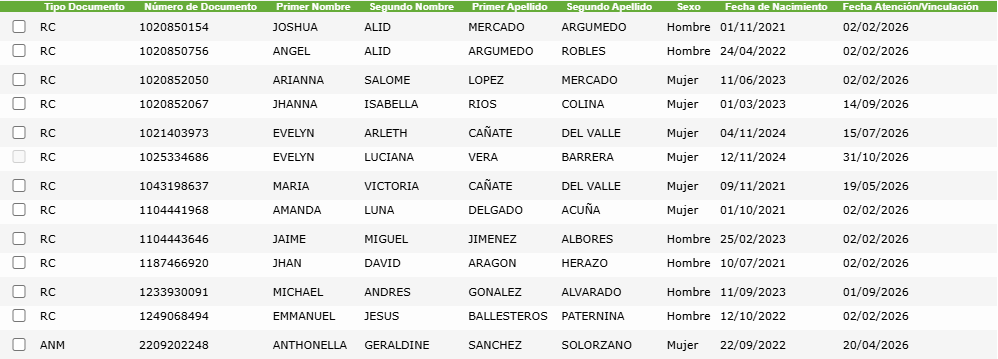 Tipo Documento Número de Documento Primer Nombre Segundo Nombre Primer Apellido Segundo Apellido Sexo Fecha de Nacimiento Fecha Atención/Vinculación
RC 1020850154 JOSHUA ALID MERCADO ARGUMEDO Hombre 01/11/2021 02/02/2026
RC 1020850756 ANGEL ALID ARGUMEDO ROBLES Hombre 24/04/2022 02/02/2026
RC 1020852050 ARIANNA SALOME LOPEZ MERCADO Mujer 11/06/2023 02/02/2026
RC 1020852067 JHANNA ISABELLA RIOS COLINA Mujer 01/03/2023 14/09/2026
RC 1021403973 EVELYN ARLETH CAÑATE DEL VALLE Mujer 04/11/2024 15/07/2026
RC 1025334686 EVELYN LUCIANA VERA BARRERA Mujer 12/11/2024 31/10/2026
RC 1043198637 MARIA VICTORIA CAÑATE DEL VALLE Mujer 09/11/2021 19/05/2026
RC 1104441968 AMANDA LUNA DELGADO ACUÑA Mujer 01/10/2021 02/02/2026
RC 1104443646 JAIME MIGUEL JIMENEZ ALBORES Hombre 25/02/2023 02/02/2026
RC 1187466920 JHAN DAVID ARAGON HERAZO Hombre 10/07/2021 02/02/2026
RC 1233930091 MICHAEL ANDRES GONALEZ ALVARADO Hombre 11/09/2023 01/09/2026
RC 1249068494 EMMANUEL JESUS BALLESTEROS PATERNINA Hombre 12/10/2022 02/02/2026
ANM 2209202248 ANTHONELLA GERALDINE SANCHEZ SOLORZANO Mujer 22/09/2022 20/04/2026